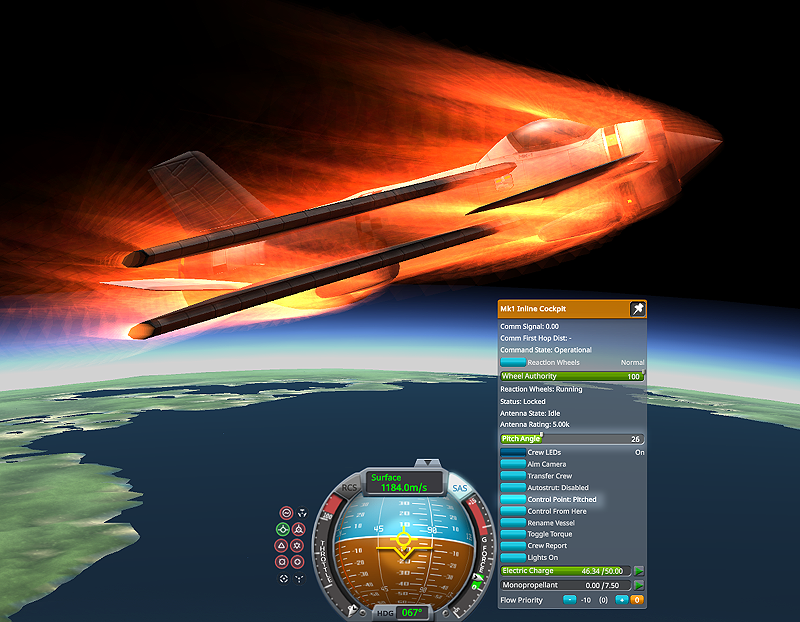 Mk1 Inline Cockpit
Comm Signal: 0.00
Comm First Hop Dist: -
Command State: Operational
Reaction Wheels Normal
Wheel Authority 100
Reaction Wheels: Running
Status: Locked
Antenna State: Idle
Antenna Rating: 5.00k
Pitch Angle 26
Crew LEDs On
Aim Camera
Transfer Crew
Autostrut: Disabled
Control Point: Pitched
Control From Here
Rename Vessel
Toggle Torque
Crew Report
Lights On
Electric Charge 46.34 / 50.00
Monopropellant 0.00 / 7.50
Flow Priority - -10 (0) + 0
Surface
1184.0m/s
RCS SAS
45 90
THROTTLE
G FORCE
HDG 067°